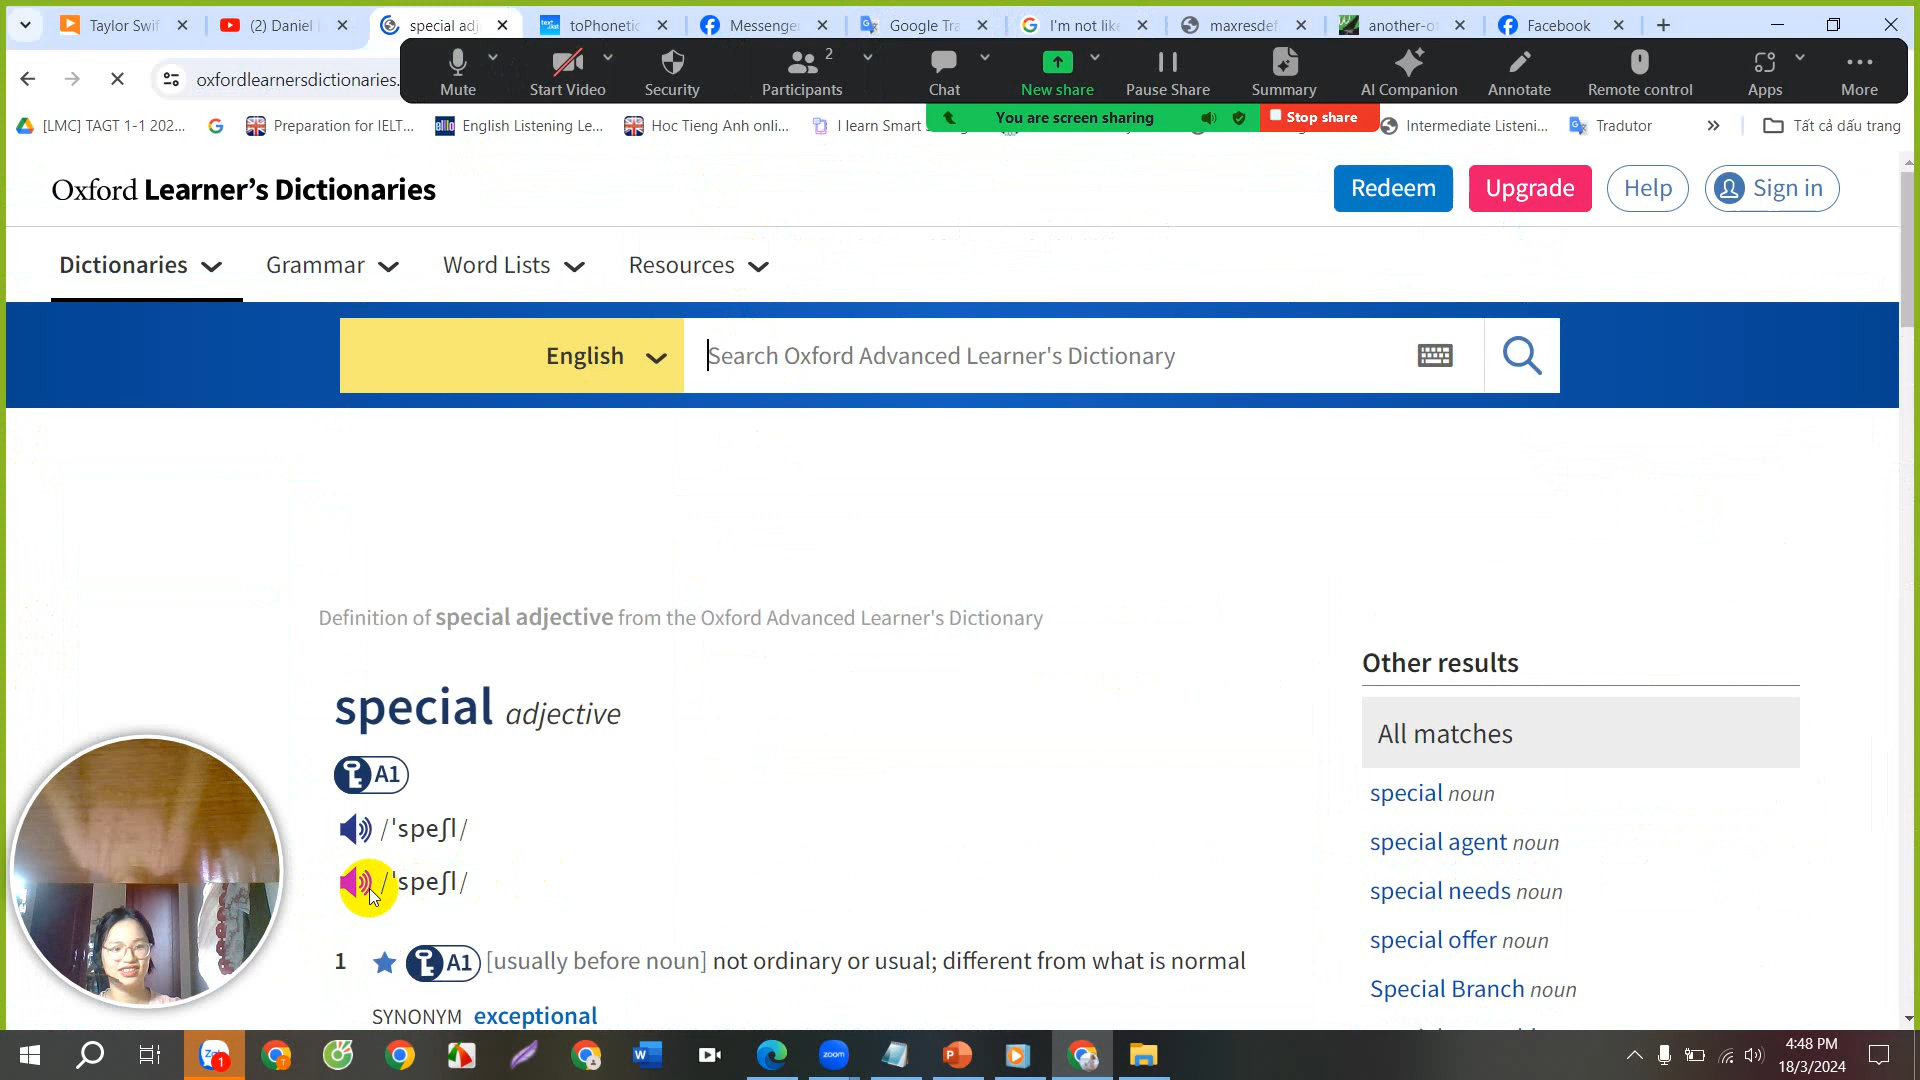 Taylor Swif
(2) Daniel
special adj
toPhonetic
Messenge
Google Tra
I'm not like
maxresdef
another-o
Facebook
oxfordlearnersdictionaries.
Mute
Start Video
Security
Participants
2
Chat
New share
Pause Share
Summary
AI Companion
Annotate
Remote control
Apps
More
You are screen sharing
Stop share
[LMC] TAGT 1-1 202...
Preparation for IELT...
English Listening Le...
Hoc Tieng Anh onli...
I learn Smart
Intermediate Listeni...
Tradutor
Tất cả dấu trang
Oxford Learner's Dictionaries
Redeem
Upgrade
Help
Sign in
Dictionaries
Grammar
Word Lists
Resources
English
Search Oxford Advanced Learner's Dictionary
Definition of special adjective from the Oxford Advanced Learner's Dictionary
special adjective
A1
/ˈspeʃl/
/ˈspeʃl/
1 A1 [usually before noun] not ordinary or usual; different from what is normal
SYNONYM exceptional
Other results
All matches
special noun
special agent noun
special needs noun
special offer noun
Special Branch noun
zoom
4:48 PM
18/3/2024